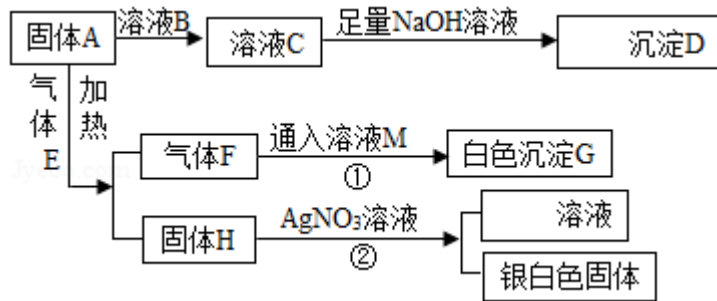 固体A
溶液B
溶液C
足量NaOH溶液
沉淀D
气体E
加热
气体F
通入溶液M
①
白色沉淀G
固体H
AgNO₃溶液
②
溶液
银白色固体